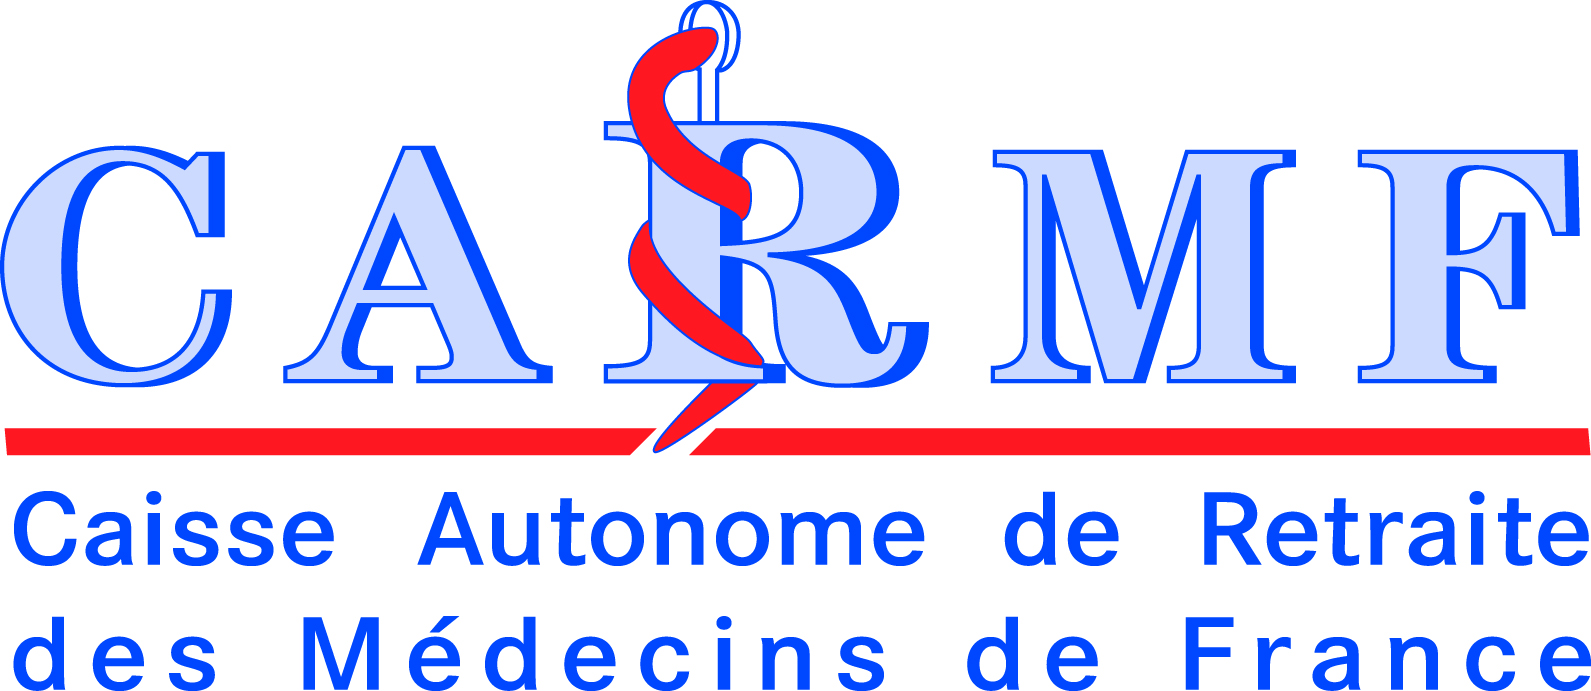 CARMF
Caisse Autonome de Retraite
des Médecins de France